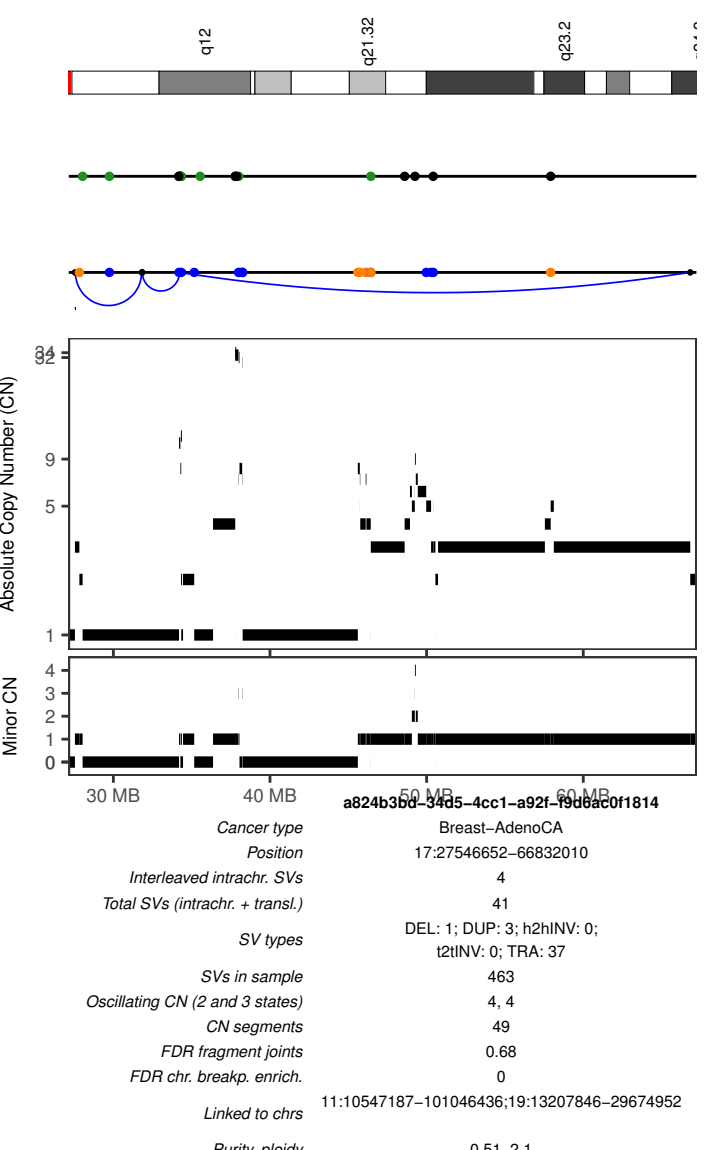 q12
q21.32
q23.2
Absolute Copy Number (CN)
34
32
9
5
1
Minor CN
4
3
2
1
0
30 MB
40 MB
50 MB
60 MB
a824b3bd−34d5−4cc1−a92f−f9d6ac0f1814
Cancer type Breast−AdenoCA
Position 17:27546652−66832010
Interleaved intrachr. SVs 4
Total SVs (intrachr. + transl.) 41
SV types DEL: 1; DUP: 3; h2hINV: 0;
t2tINV: 0; TRA: 37
SVs in sample 463
Oscillating CN (2 and 3 states) 4, 4
CN segments 49
FDR fragment joints 0.68
FDR chr. breakp. enrich. 0
Linked to chrs 11:10547187−101046436;19:13207846−29674952
Purity, ploidy 0.51, 2.1